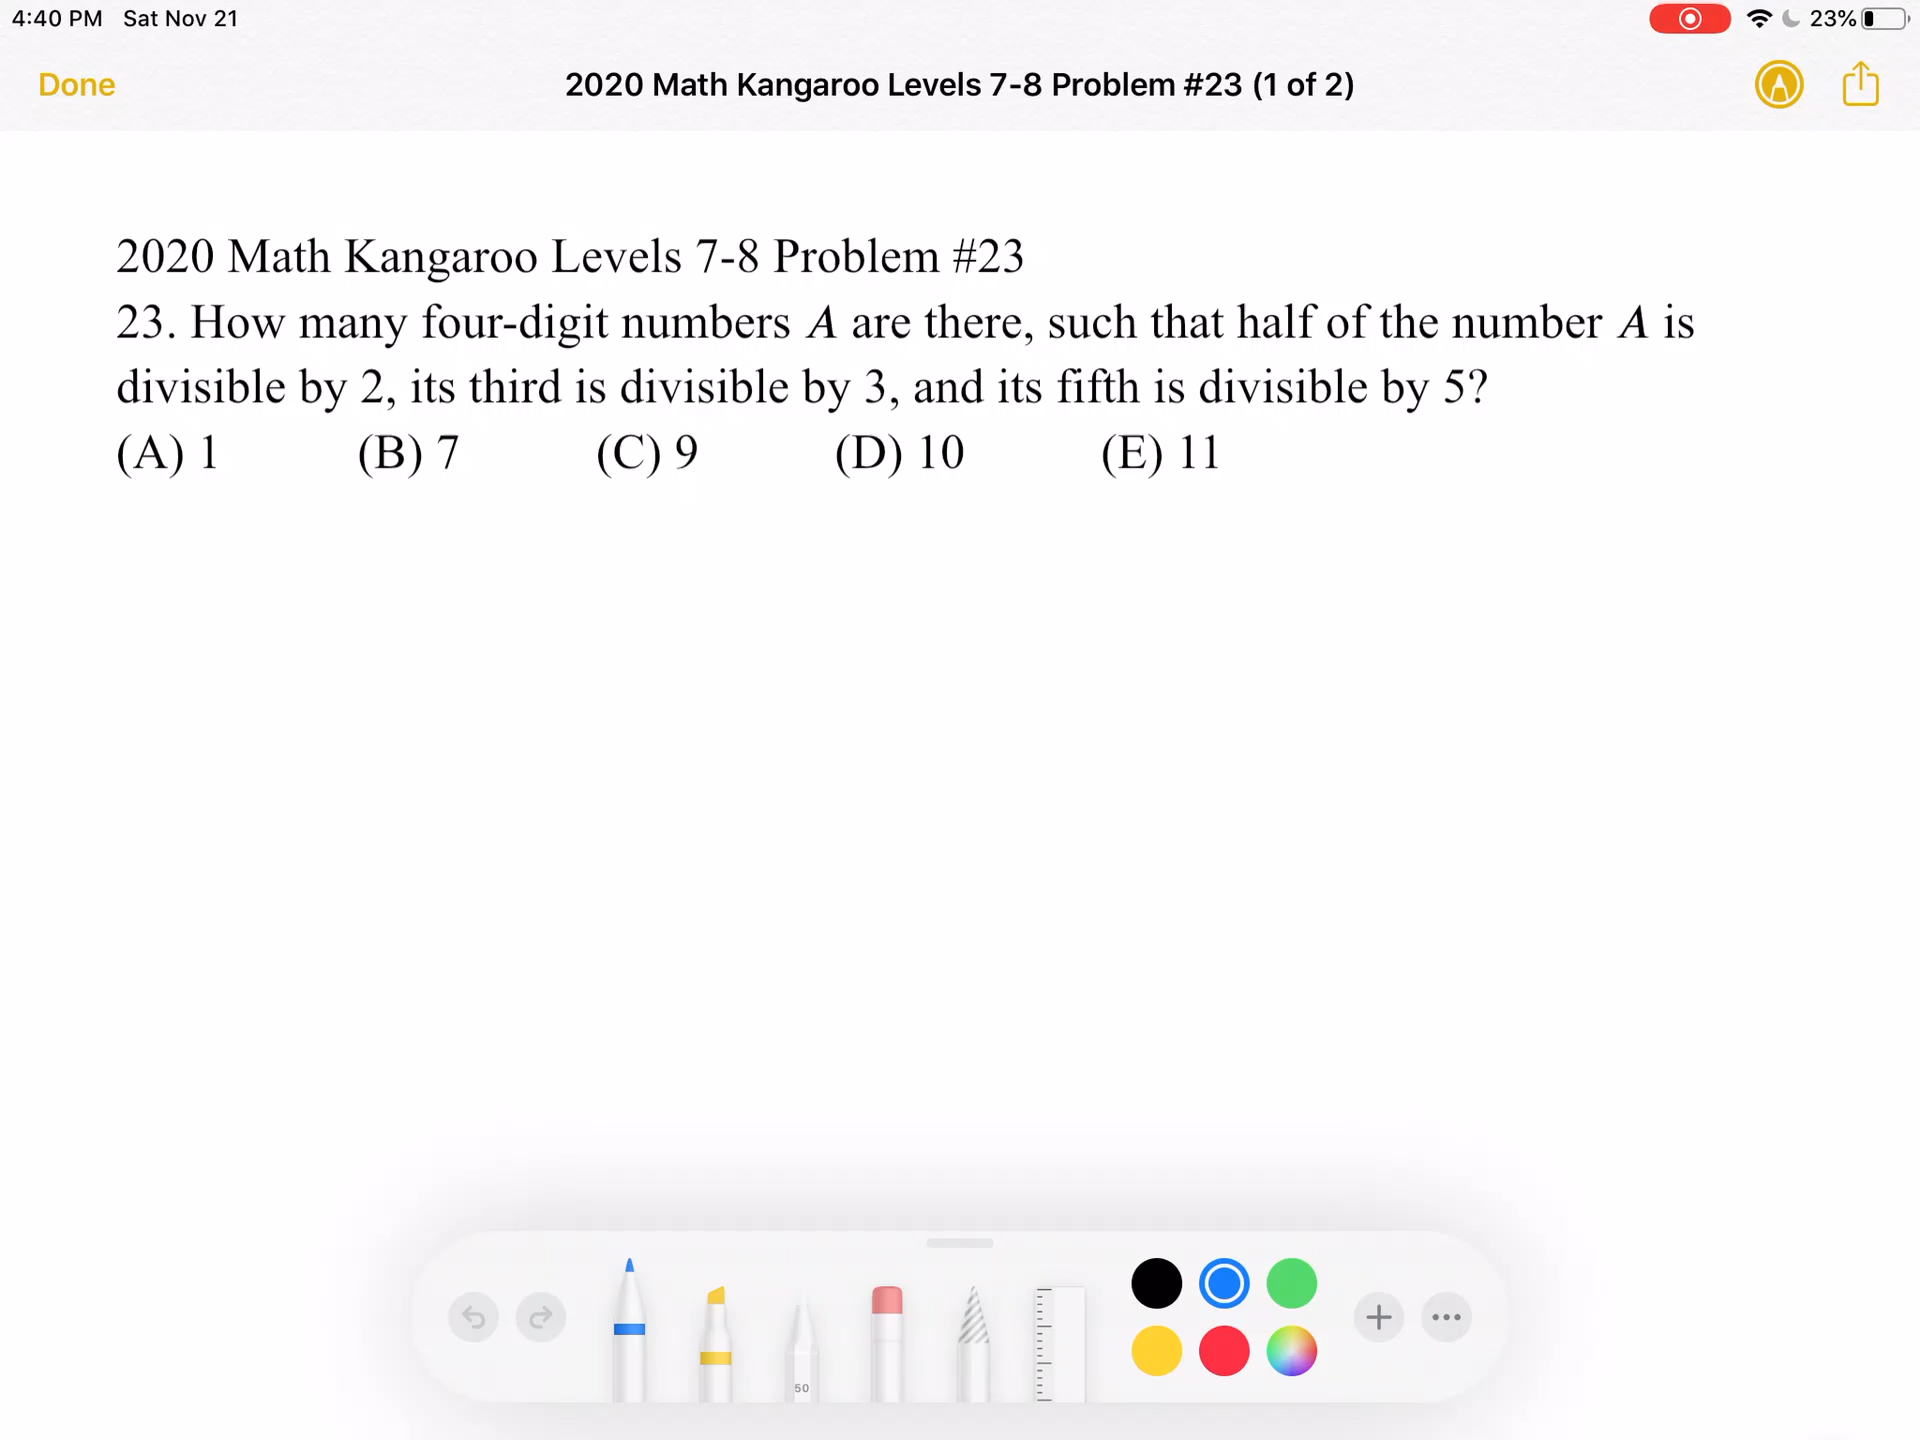 4:40 PM Sat Nov 21
23%
Done
2020 Math Kangaroo Levels 7-8 Problem #23 (1 of 2)
2020 Math Kangaroo Levels 7-8 Problem #23
23. How many four-digit numbers A are there, such that half of the number A is
divisible by 2, its third is divisible by 3, and its fifth is divisible by 5?
(A) 1 (B) 7 (C) 9 (D) 10 (E) 11
50